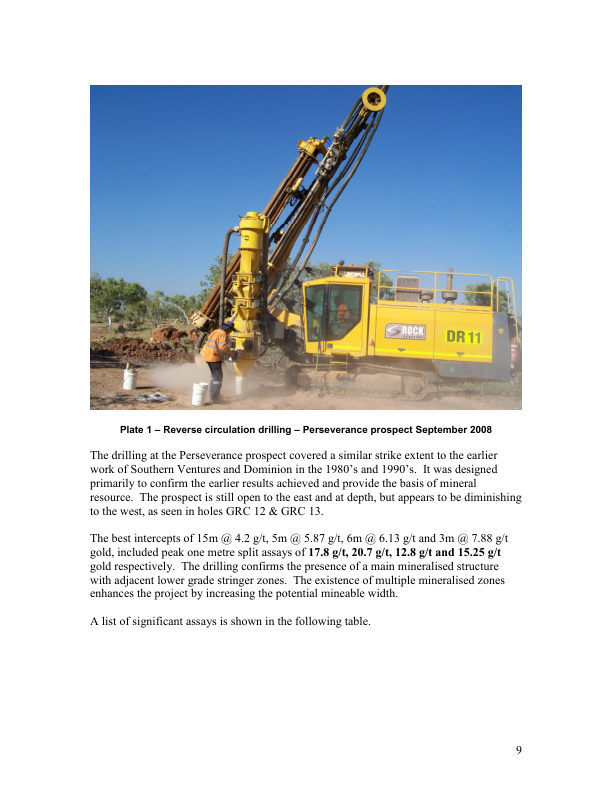 ROCK
DR11
Plate 1 – Reverse circulation drilling – Perseverance prospect September 2008
The drilling at the Perseverance prospect covered a similar strike extent to the earlier
work of Southern Ventures and Dominion in the 1980’s and 1990’s.  It was designed
primarily to confirm the earlier results achieved and provide the basis of mineral
resource.  The prospect is still open to the east and at depth, but appears to be diminishing
to the west, as seen in holes GRC 12 & GRC 13.
The best intercepts of 15m @ 4.2 g/t, 5m @ 5.87 g/t, 6m @ 6.13 g/t and 3m @ 7.88 g/t
gold, included peak one metre split assays of 17.8 g/t, 20.7 g/t, 12.8 g/t and 15.25 g/t
gold respectively.  The drilling confirms the presence of a main mineralised structure
with adjacent lower grade stringer zones.  The existence of multiple mineralised zones
enhances the project by increasing the potential mineable width.
A list of significant assays is shown in the following table.
9